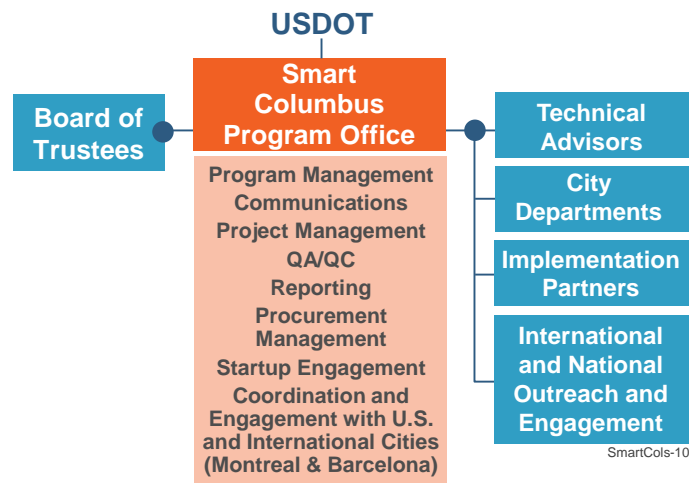 USDOT
Smart
Columbus
Program Office
Board of
Trustees
Program Management
Communications
Project Management
QA/QC
Reporting
Procurement
Management
Startup Engagement
Coordination and
Engagement with U.S.
and International Cities
(Montreal & Barcelona)
Technical
Advisors
City
Departments
Implementation
Partners
International
and National
Outreach and
Engagement
SmartCols-10